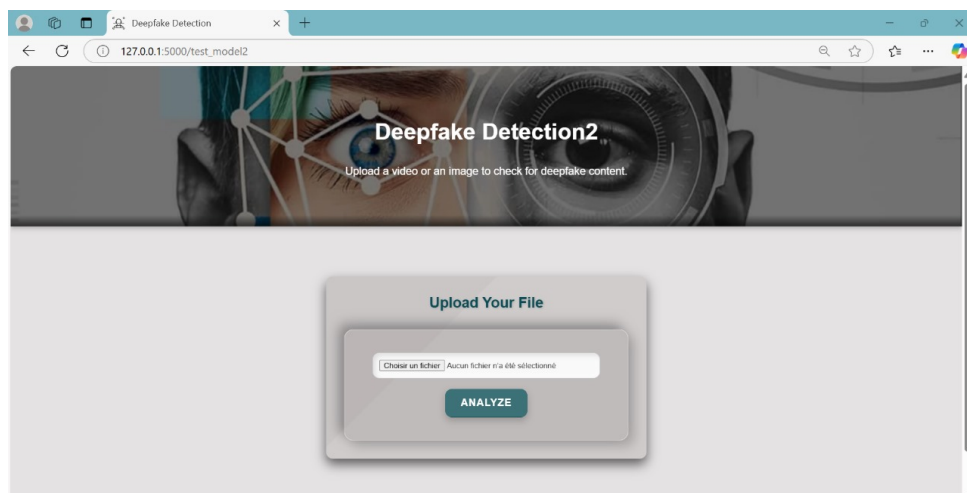 Deepfake Detection
127.0.0.1:5000/test_model2
Deepfake Detection2
Upload a video or an image to check for deepfake content.
Upload Your File
Choisir un fichier Aucun fichier n'a été sélectionné
ANALYZE